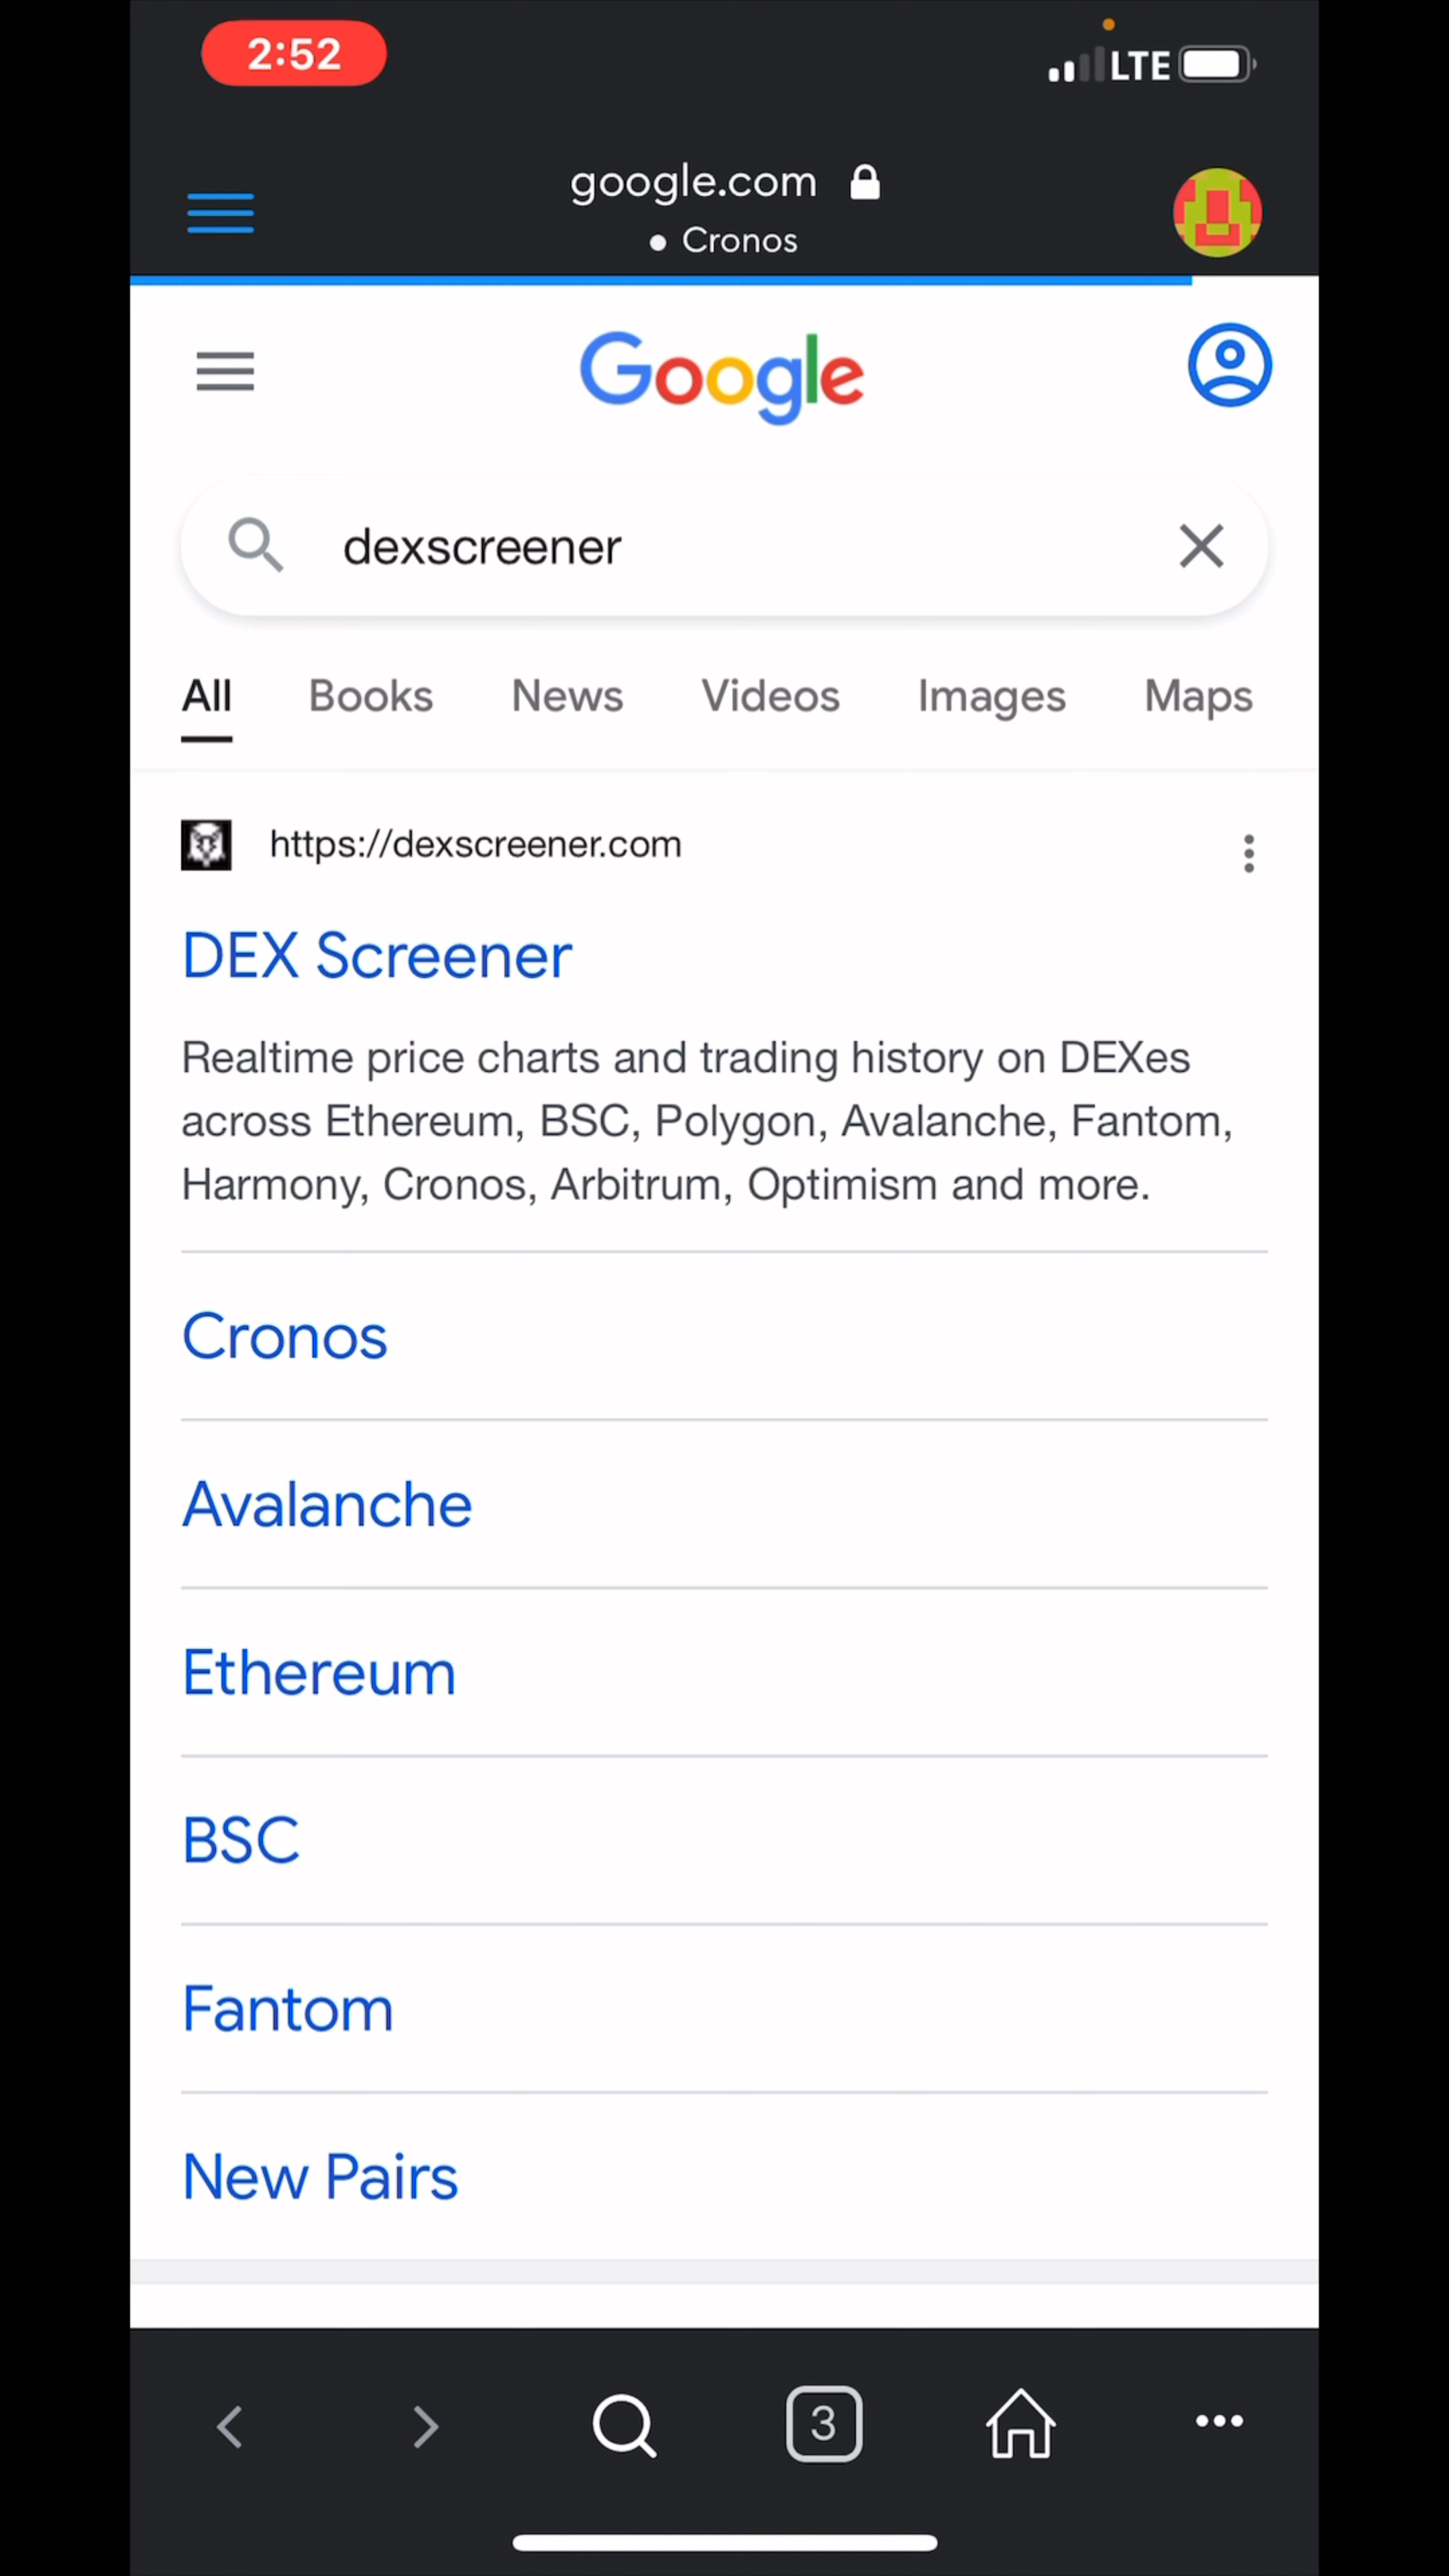 2:52
LTE
google.com
Cronos
Google
dexscreener
All Books News Videos Images Maps
https://dexscreener.com
DEX Screener
Realtime price charts and trading history on DEXes
across Ethereum, BSC, Polygon, Avalanche, Fantom,
Harmony, Cronos, Arbitrum, Optimism and more.
Cronos
Avalanche
Ethereum
BSC
Fantom
New Pairs
3